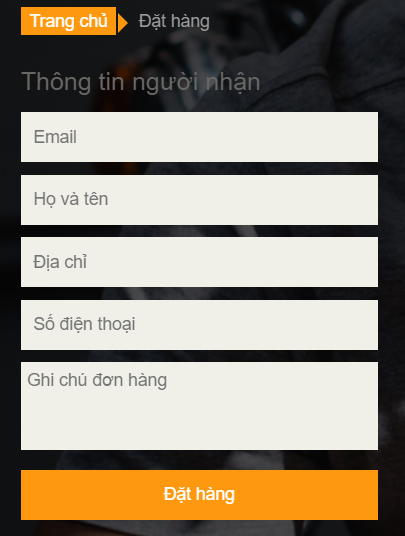 Trang chủ Đặt hàng
Thông tin người nhận
Email
Họ và tên
Địa chỉ
Số điện thoại
Ghi chú đơn hàng
Đặt hàng